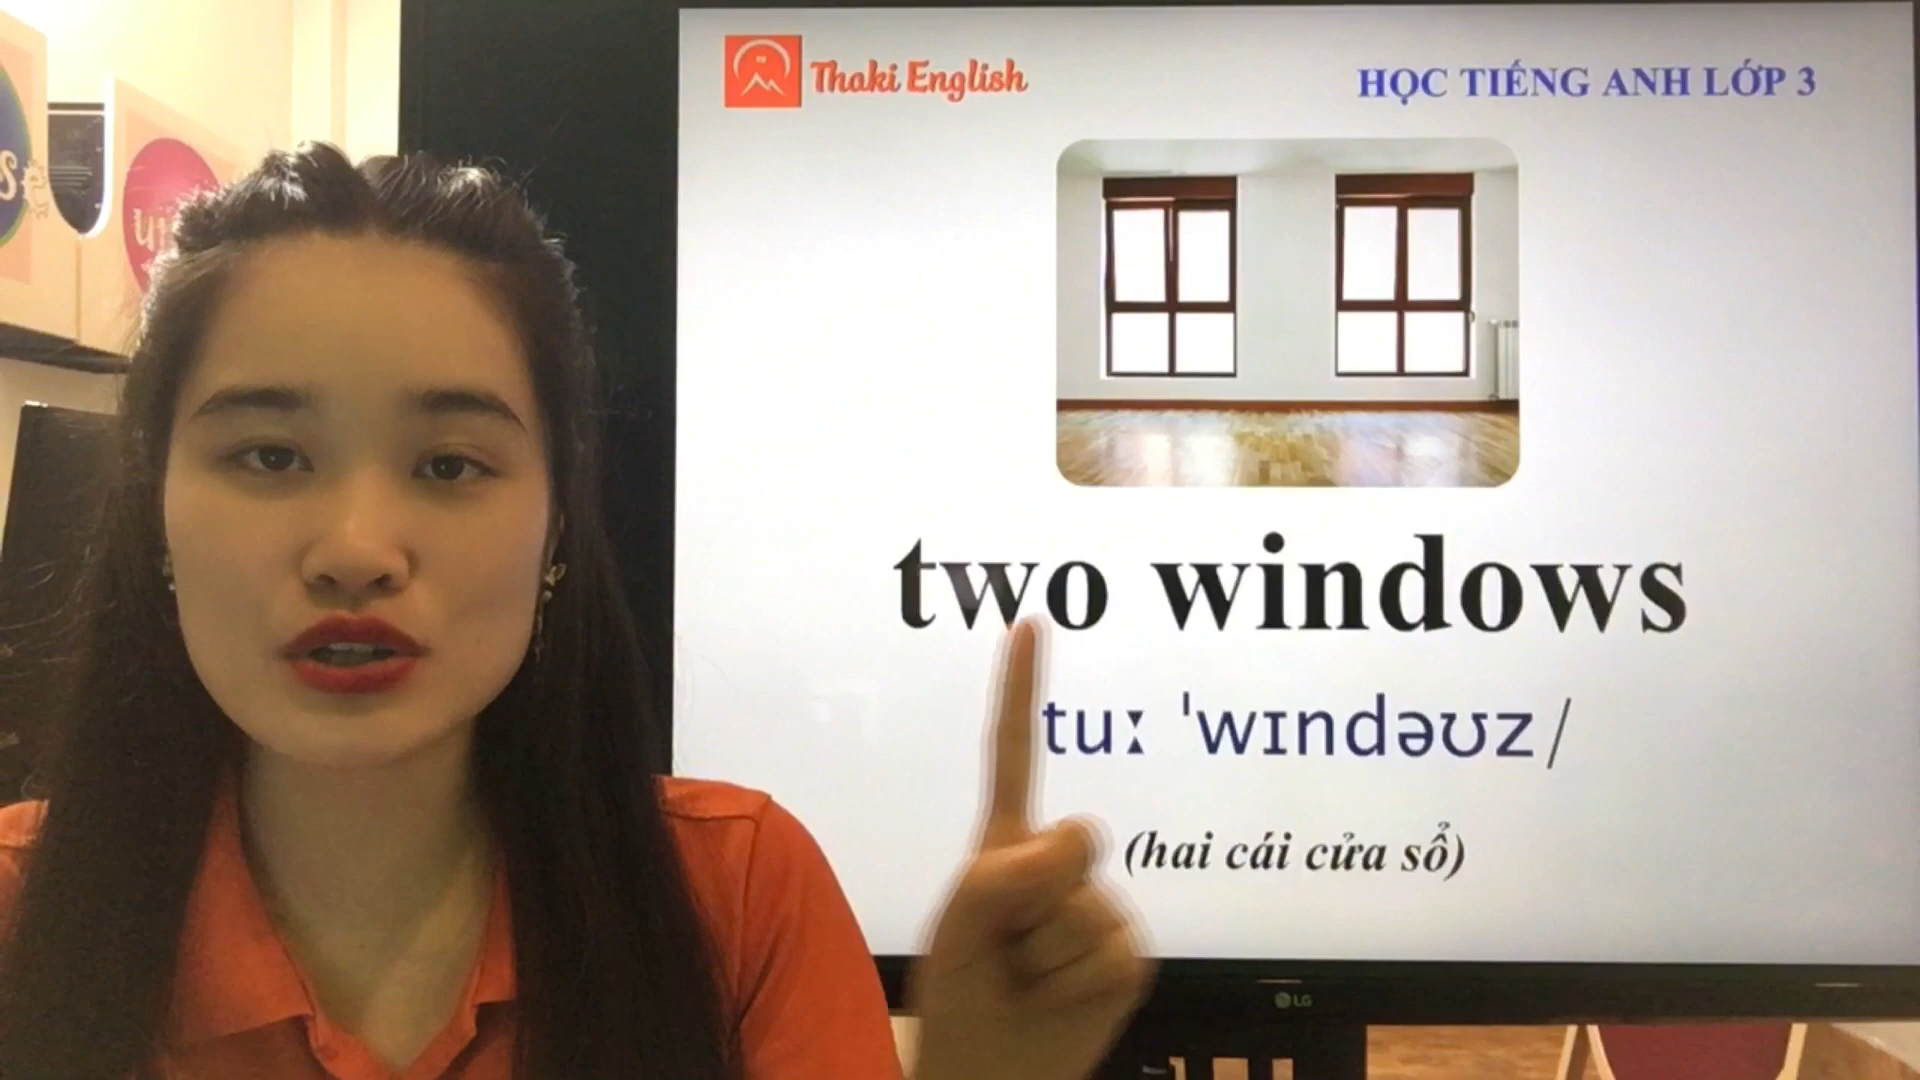 Thaki English
HỌC TIẾNG ANH LỚP 3
two windows
tuː ˈwɪndəʊz/
(hai cái cửa sổ)
LG